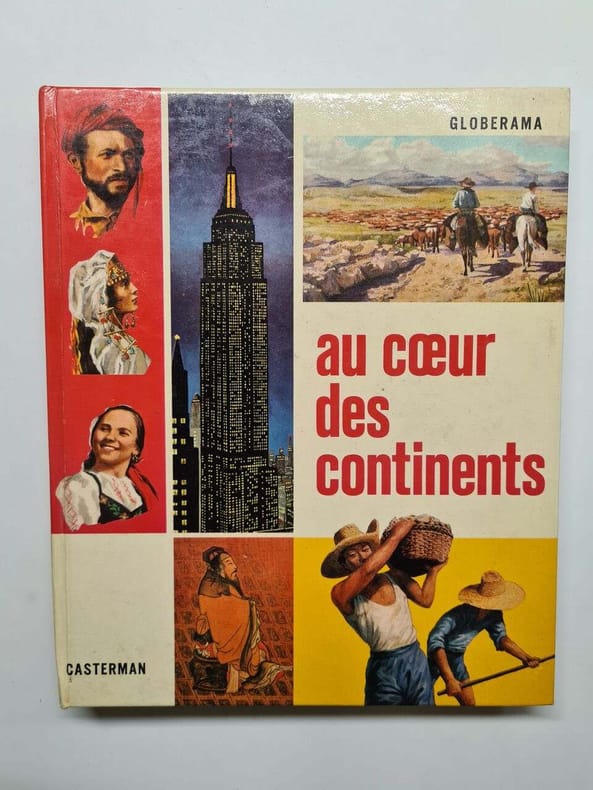 GLOBERAMA
au cœur
des
continents
CASTERMAN